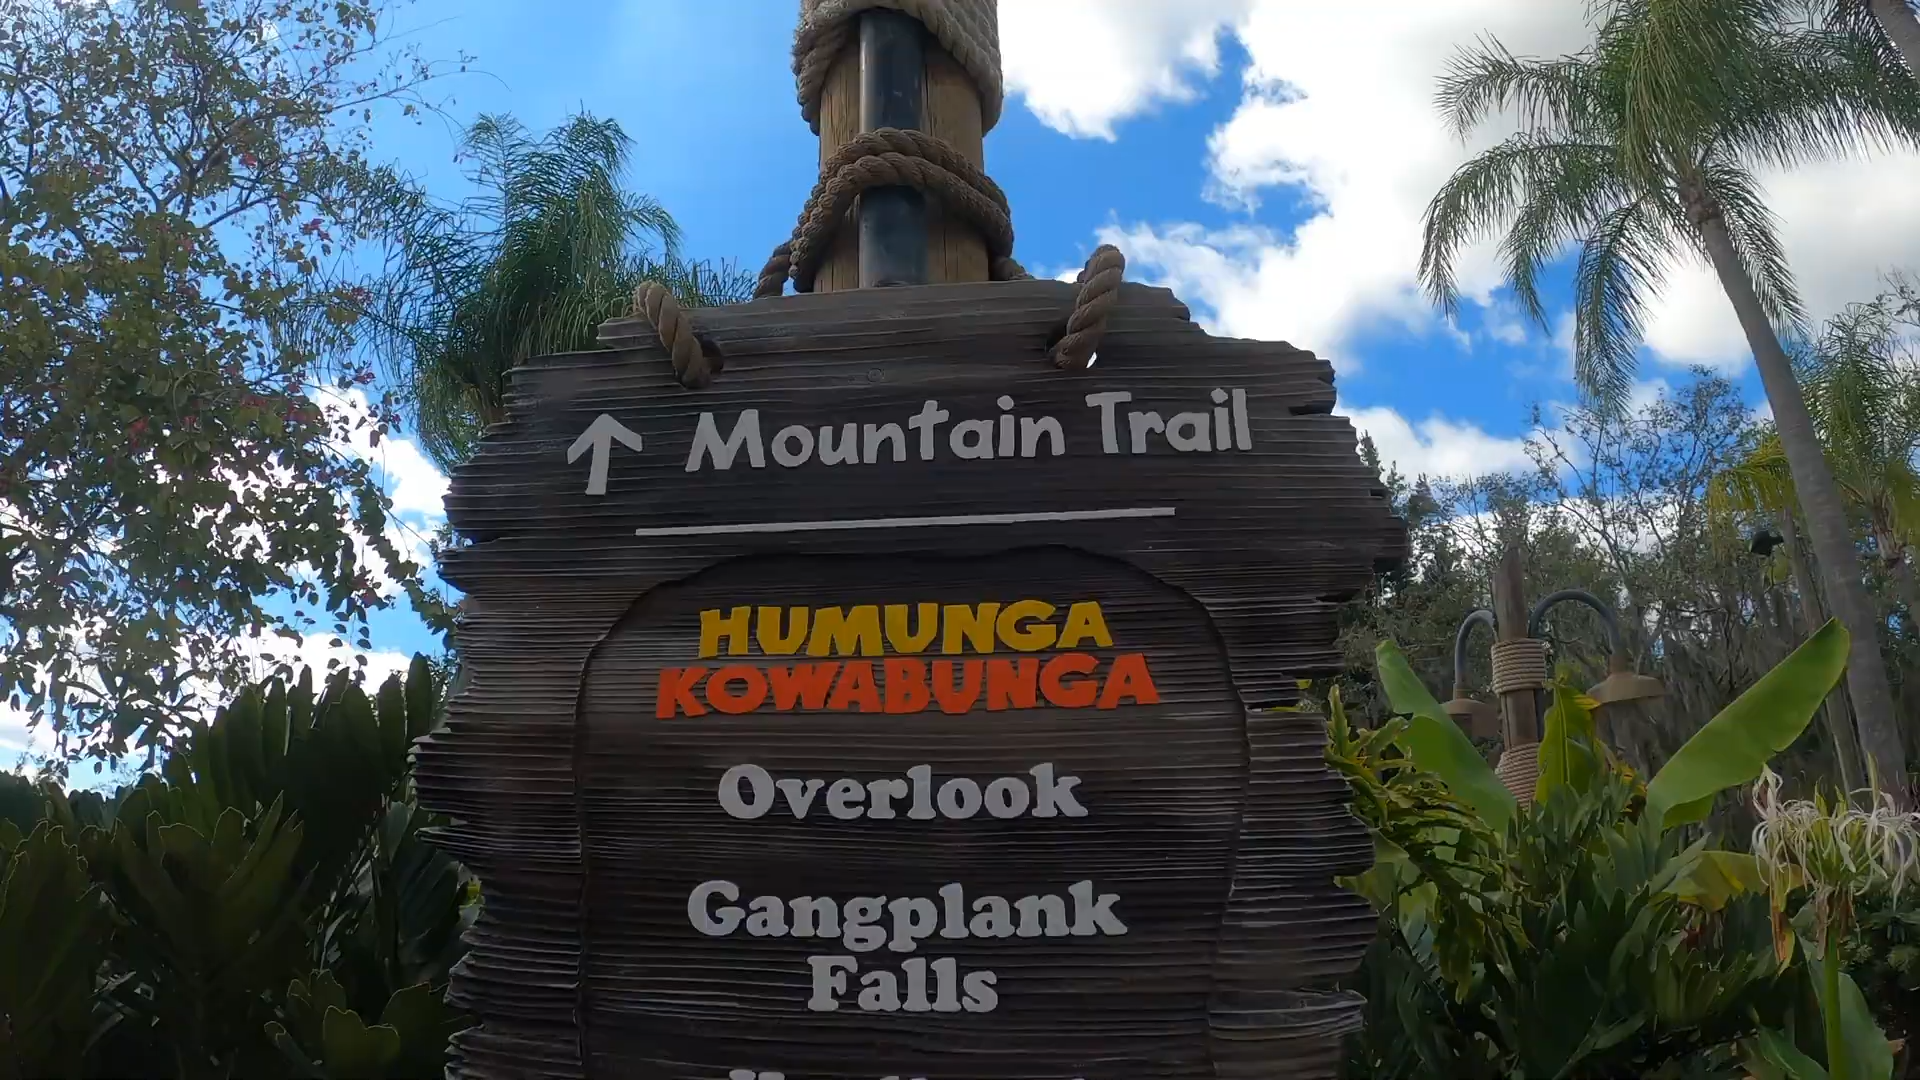 ↑ Mountain Trail
HUMUNGA
KOWABUNGA
Overlook
Gangplank
Falls